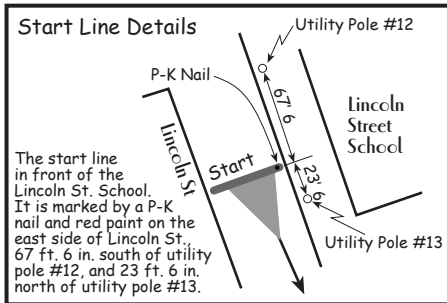 Start Line Details
Utility Pole #12
P-K Nail
67' 6
Lincoln
Street
School
Lincoln St
Start
23' 6
The start line
in front of the
Lincoln St. School.
It is marked by a P-K
nail and red paint on the
east side of Lincoln St.,
67 ft. 6 in. south of utility
pole #12, and 23 ft. 6 in.
north of utility pole #13.
Utility Pole #13